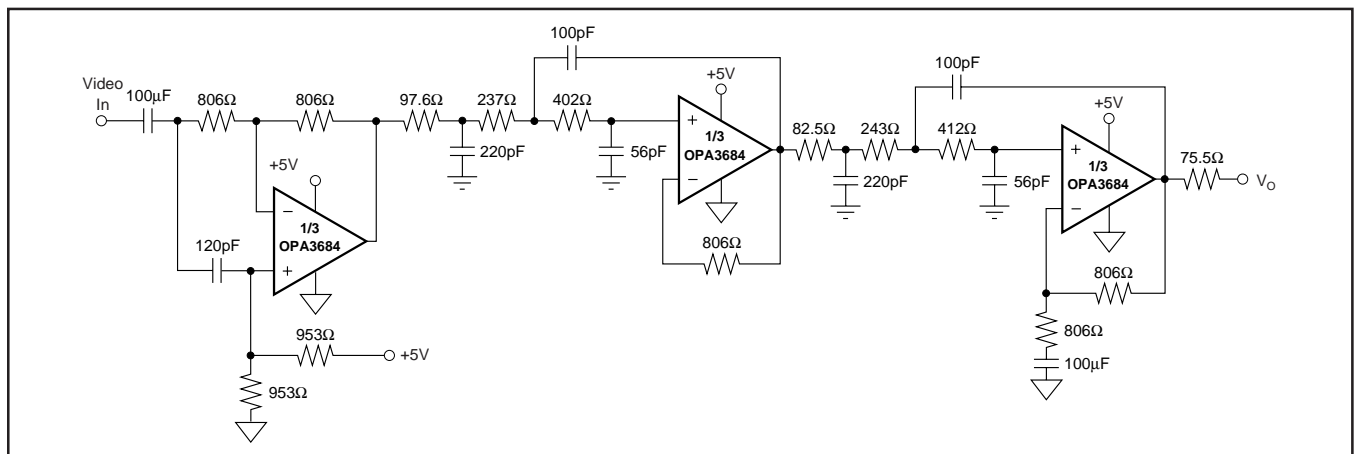 Video
In
100μF
806Ω
806Ω
+5V
−
+
1/3
OPA3684
120pF
953Ω
+5V
953Ω
97.6Ω
220pF
237Ω
402Ω
100pF
56pF
+5V
+
−
1/3
OPA3684
806Ω
82.5Ω
220pF
243Ω
412Ω
100pF
56pF
+5V
+
−
1/3
OPA3684
806Ω
806Ω
100μF
75.5Ω
VO